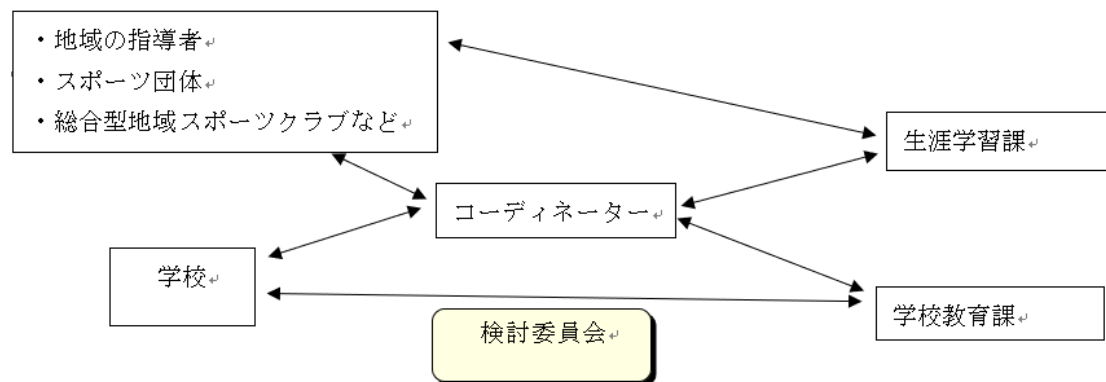 ・地域の指導者
・スポーツ団体
・総合型地域スポーツクラブなど
生涯学習課
コーディネーター
学校
学校教育課
検討委員会